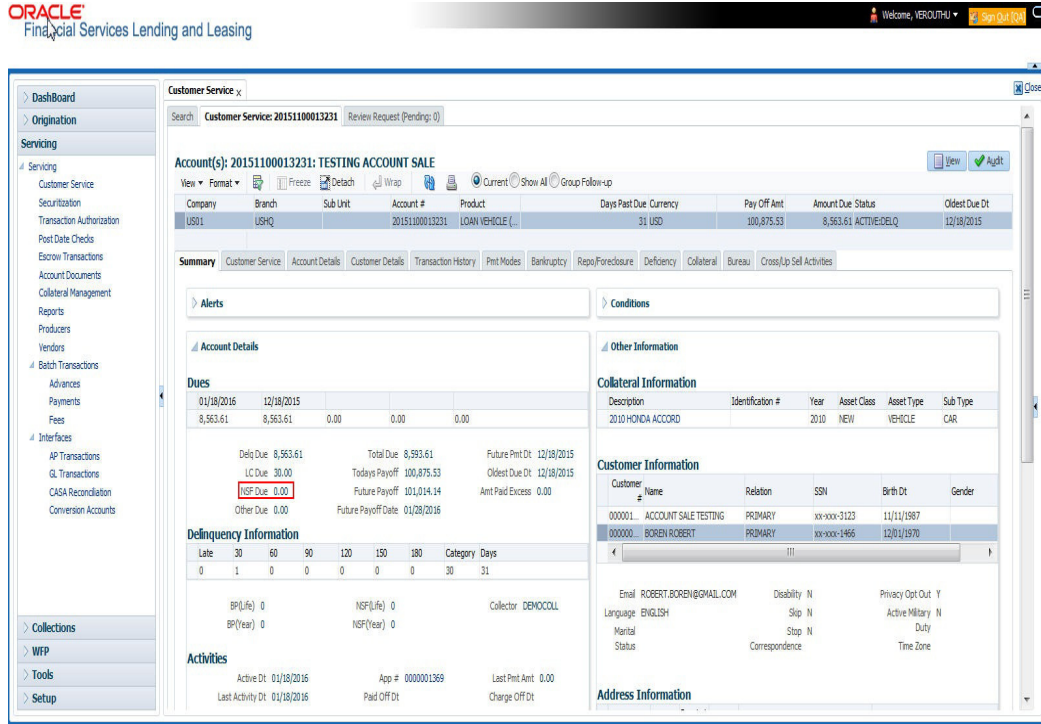 ORACLE'
Financial Services Lending and Leasing
Welcome, VEROUTHU
Sign Out [QA]
DashBoard
Origination
Servicing
Servicing
Customer Service
Securitization
Transaction Authorization
Post Date Checks
Escrow Transactions
Account Documents
Collateral Management
Reports
Producers
Vendors
Batch Transactions
Advances
Payments
Fees
Interfaces
AP Transactions
GL Transactions
CASA Reconciliation
Conversion Accounts
Collections
WFP
Tools
Setup
Customer Service x
Close
Search Customer Service: 20151100013231 Review Request (Pending: 0)
Account(s): 20151100013231: TESTING ACCOUNT SALE
View Audit
View Format Freeze Detach Wrap Current Show All Group Follow-up
Company Branch Sub Unit Account # Product Days Past Due Currency Pay Off Amt Amount Due Status Oldest Due Dt
US01 USHQ 20151100013231 LOAN VEHICLE (... 31 USD 100,875.53 8,563.61 ACTIVE:DELQ 12/18/2015
Summary Customer Service Account Details Customer Details Transaction History Pmt Modes Bankruptcy Repo/Foreclosure Deficiency Collateral Bureau Cross/Up Sell Activities
Alerts
Account Details
Dues
01/18/2016 12/18/2015
8,563.61 8,563.61 0.00 0.00 0.00
Delq Due 8,563.61 Total Due 8,593.61 Future Pmt Dt 12/18/2015
LC Due 30.00 Todays Payoff 100,875.53 Oldest Due Dt 12/18/2015
NSF Due 0.00 Future Payoff 101,014.14 Amt Paid Excess 0.00
Other Due 0.00 Future Payoff Date 01/28/2016
Delinquency Information
Late 30 60 90 120 150 180 Category Days
0 1 0 0 0 0 0 30 31
BP(Life) 0 NSF(Life) 0 Collector DEMOCOLL
BP(Year) 0 NSF(Year) 0
Activities
Active Dt 01/18/2016 App # 0000001369 Last Pmt Amt 0.00
Last Activity Dt 01/18/2016 Paid Off Dt Charge Off Dt
Conditions
Other Information
Collateral Information
Description Identification # Year Asset Class Asset Type Sub Type
2010 HONDA ACCORD 2010 NEW VEHICLE CAR
Customer Information
Customer # Name Relation SSN Birth Dt Gender
000001... ACCOUNT SALE TESTING PRIMARY xx-xxx-3123 11/11/1987
000000... BOREN ROBERT PRIMARY xx-xxx-1466 12/01/1970
Email ROBERT.BOREN@GMAIL.COM Disability N Privacy Opt Out Y
Language ENGLISH Skip N Active Military Duty N
Marital Status Stop Correspondence N Time Zone
Address Information